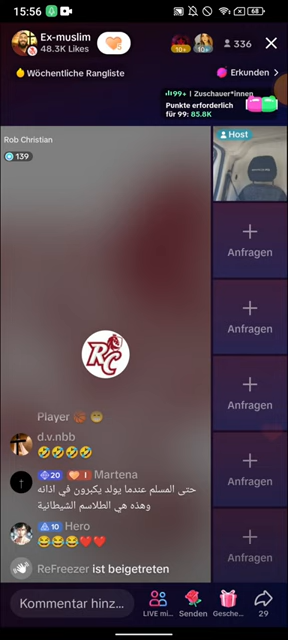 15:56
68
Ex-muslim
48.3K Likes
10+
10+
336
Wöchentliche Rangliste
Erkunden
99+ | Zuschauer*innen
Punkte erforderlich
für 99: 85.8K
Rob Christian
139
Host
Anfragen
Anfragen
Anfragen
Anfragen
Anfragen
RC
Player 🏀 😁
d.v.nbb
🤣🤣🤣🤣
20 I Martena
حتى المسلم عندما يولد يكبرون في اذانه
وهذه هي الطلاسم الشيطانية
10 Hero
😂😂😂❤️❤️
ReFreezer ist beigetreten
Kommentar hinz...
LIVE mi...
Senden
Gesche...
29